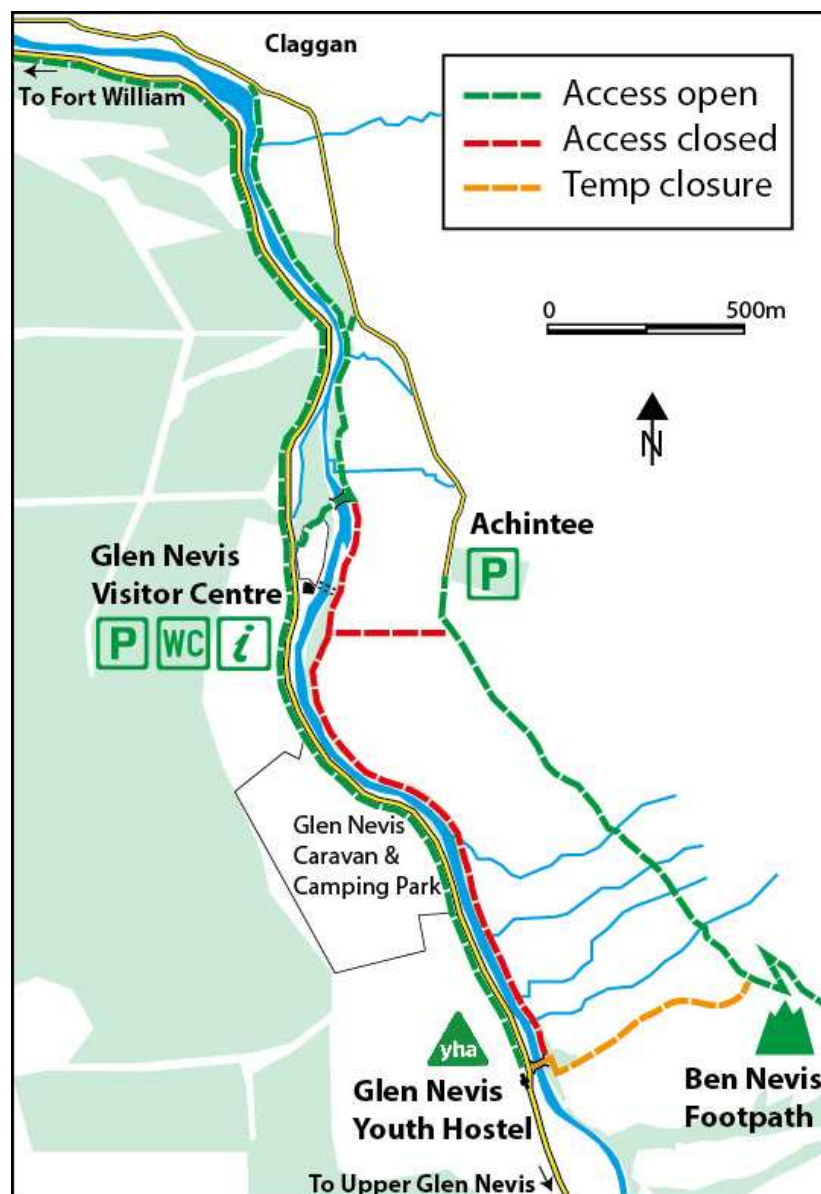 Claggan
To Fort William
Access open
Access closed
Temp closure
0 500m
N
Achintee
P
Glen Nevis
Visitor Centre
P WC i
Glen Nevis
Caravan &
Camping Park
yha
Glen Nevis
Youth Hostel
Ben Nevis
Footpath
To Upper Glen Nevis